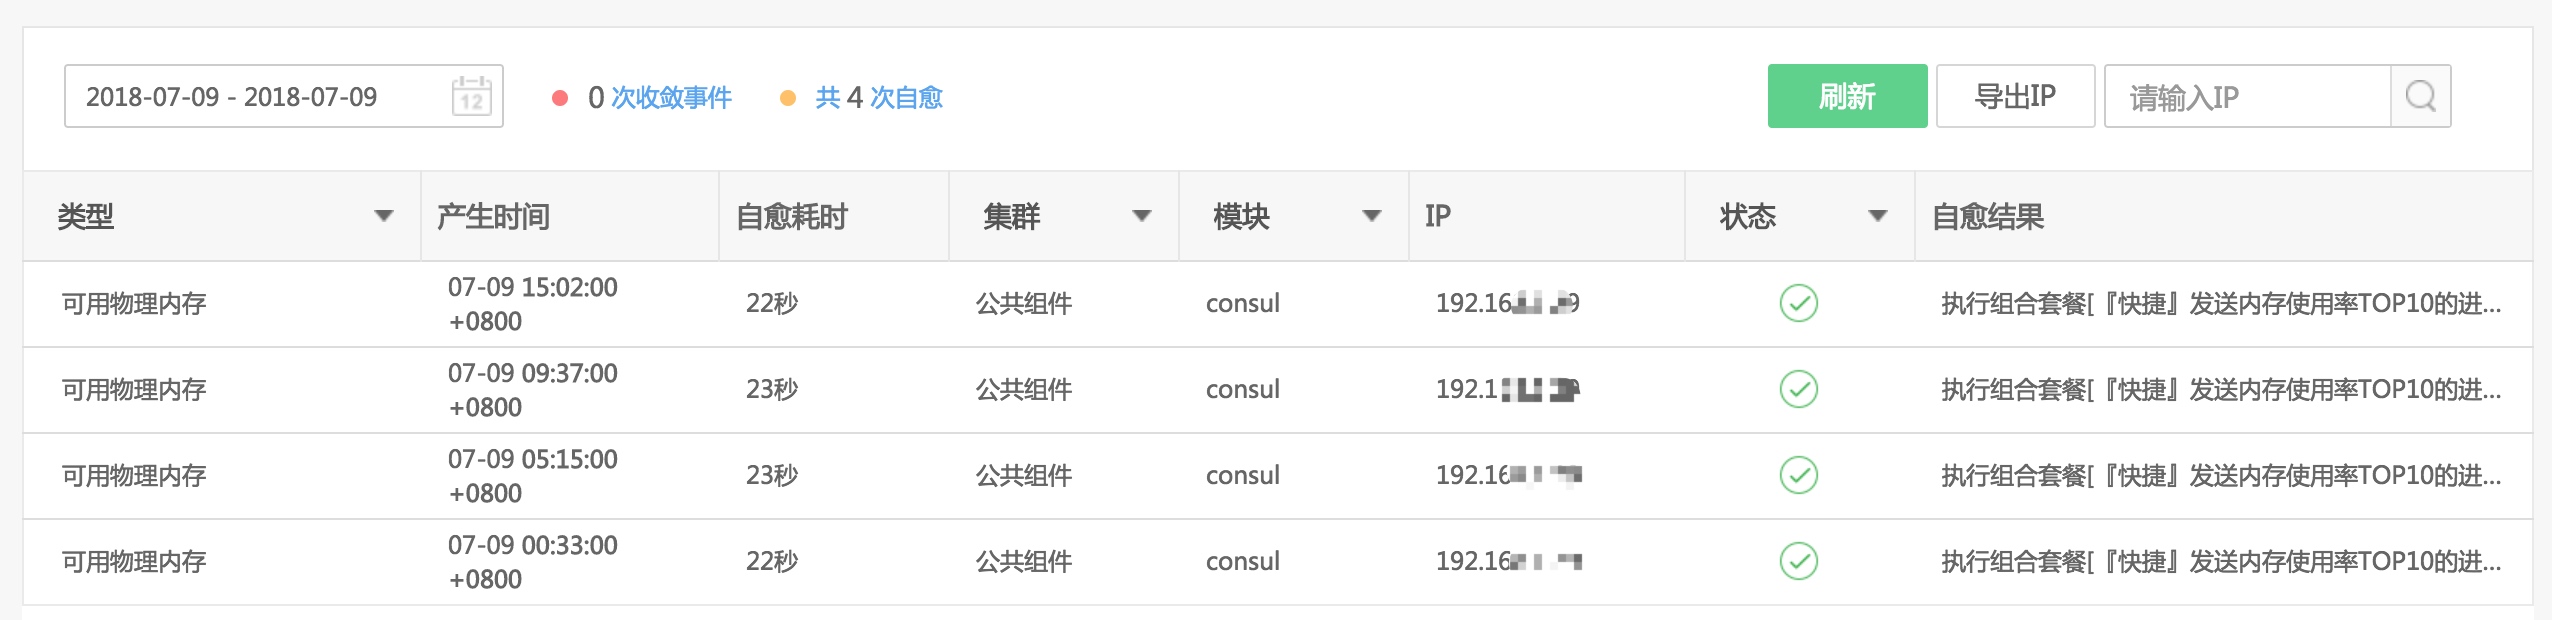 2018-07-09 - 2018-07-09
12
0 次收敛事件
共 4 次自愈
刷新
导出IP
请输入IP
类型
产生时间
自愈耗时
集群
模块
IP
状态
自愈结果
可用物理内存
07-09 15:02:00
+0800
22秒
公共组件
consul
192.16
执行组合套餐[『快捷』发送内存使用率TOP10的进...
可用物理内存
07-09 09:37:00
+0800
23秒
公共组件
consul
192.1
执行组合套餐[『快捷』发送内存使用率TOP10的进...
可用物理内存
07-09 05:15:00
+0800
23秒
公共组件
consul
192.16
执行组合套餐[『快捷』发送内存使用率TOP10的进...
可用物理内存
07-09 00:33:00
+0800
22秒
公共组件
consul
192.16
执行组合套餐[『快捷』发送内存使用率TOP10的进...